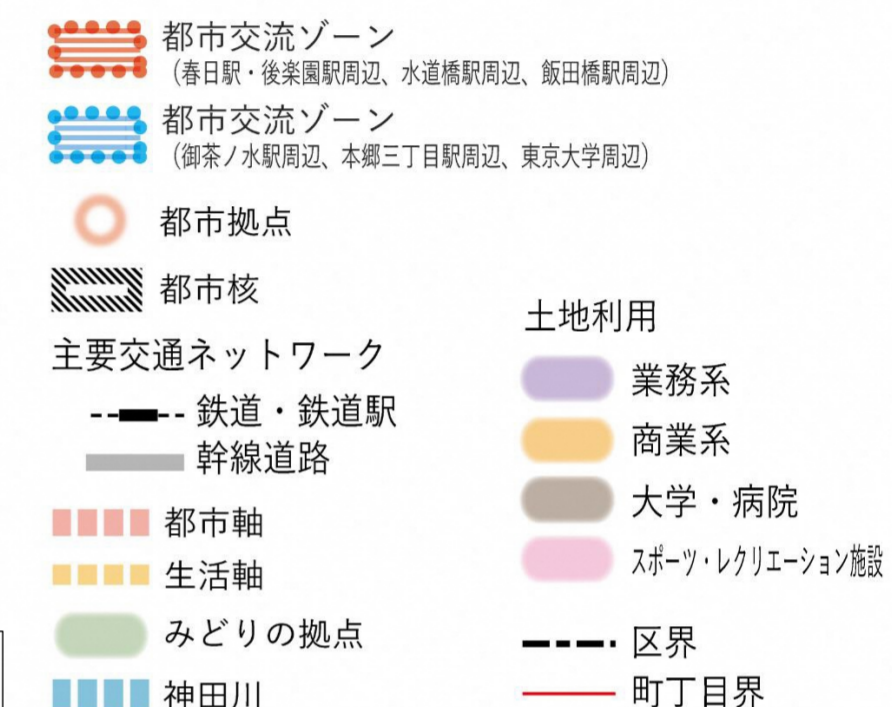 都市交流ゾーン
（春日駅・後楽園駅周辺、水道橋駅周辺、飯田橋駅周辺）
都市交流ゾーン
（御茶ノ水駅周辺、本郷三丁目駅周辺、東京大学周辺）
都市拠点
都市核
主要交通ネットワーク
鉄道・鉄道駅
幹線道路
都市軸
生活軸
みどりの拠点
神田川
土地利用
業務系
商業系
大学・病院
スポーツ・レクリエーション施設
区界
町丁目界